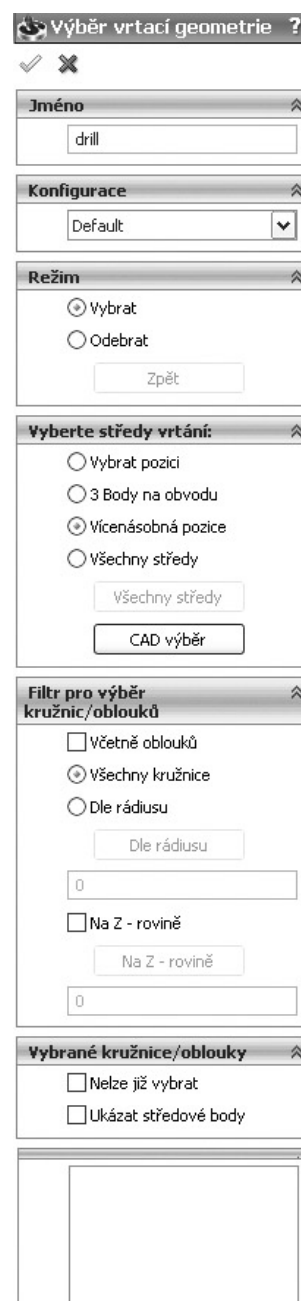 Výběr vrtací geometrie ?
Jméno
drill
Konfigurace
Default
Režim
Vybrat
Odebrat
Zpět
Vyberte středy vrtání:
Vybrat pozici
3 Body na obvodu
Vícenásobná pozice
Všechny středy
Všechny středy
CAD výběr
Filtr pro výběr
kružnic/oblouků
Včetně oblouků
Všechny kružnice
Dle rádiusu
Dle rádiusu
0
Na Z - rovině
Na Z - rovině
0
Vybrané kružnice/oblouky
Nelze již vybrat
Ukázat středové body